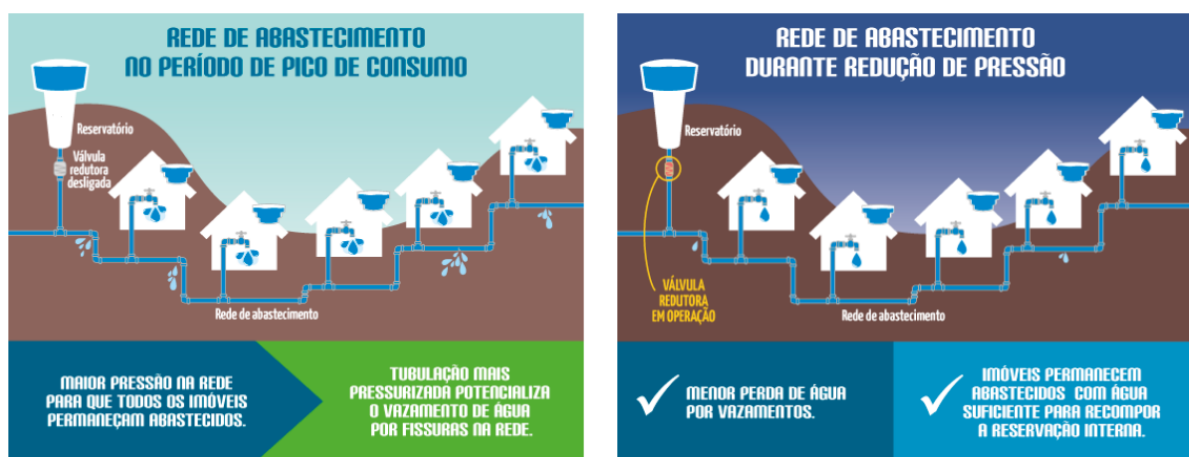 REDE DE ABASTECIMENTO
NO PERÍODO DE PICO DE CONSUMO
Reservatório
Válvula
redutora
desligada
Rede de abastecimento
MAIOR PRESSÃO NA REDE
PARA QUE TODOS OS IMÓVEIS
PERMANEÇAM ABASTECIDOS.
TUBULAÇÃO MAIS
PRESSURIZADA POTENCIALIZA
O VAZAMENTO DE ÁGUA
POR FISSURAS NA REDE.
REDE DE ABASTECIMENTO
DURANTE REDUÇÃO DE PRESSÃO
Reservatório
VÁLVULA
REDUTORA
EM OPERAÇÃO
Rede de abastecimento
MENOR PERDA DE ÁGUA
POR VAZAMENTOS.
IMÓVEIS PERMANECEM
ABASTECIDOS COM ÁGUA
SUFICIENTE PARA RECOMPOR
A RESERVAÇÃO INTERNA.